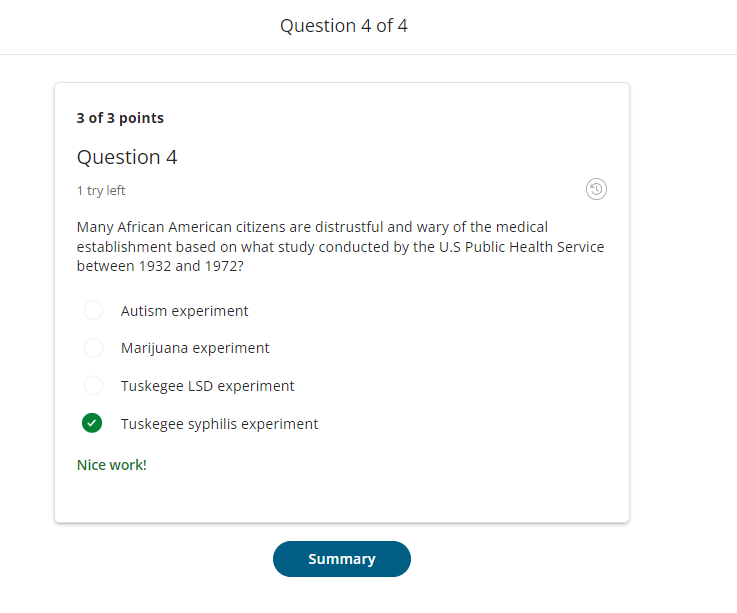 Question 4 of 4
3 of 3 points
Question 4
1 try left
Many African American citizens are distrustful and wary of the medical
establishment based on what study conducted by the U.S Public Health Service
between 1932 and 1972?
Autism experiment
Marijuana experiment
Tuskegee LSD experiment
Tuskegee syphilis experiment
Nice work!
Summary